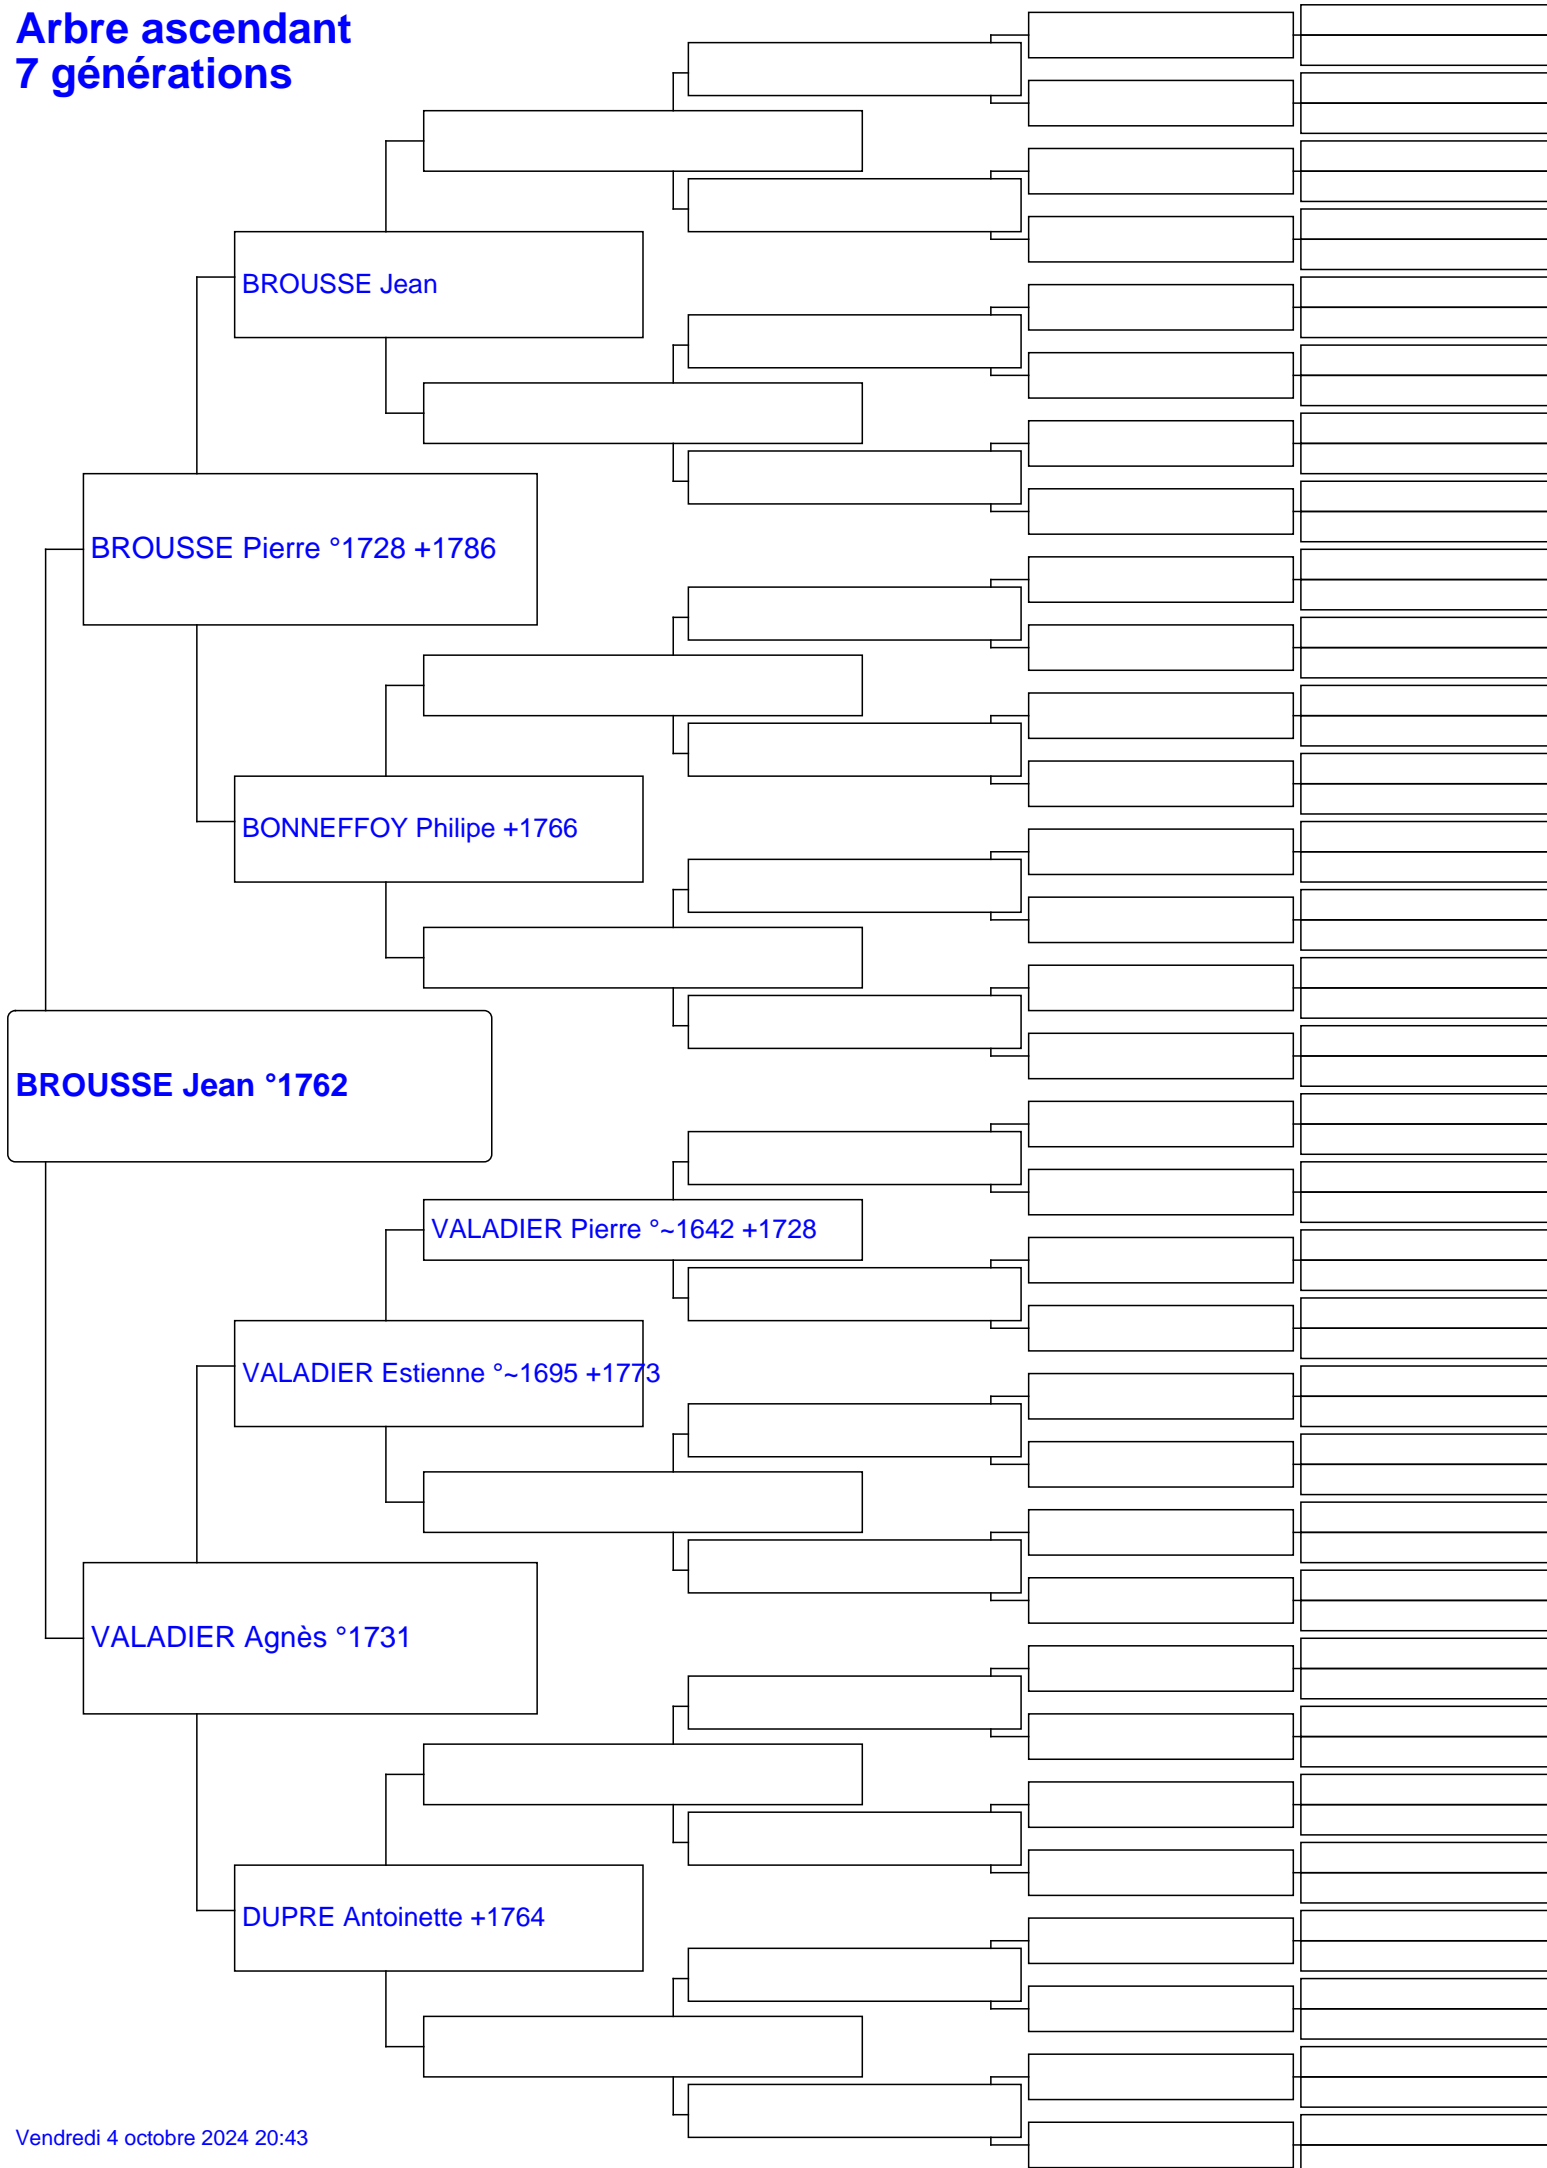 Arbre ascendant
7 générations
BROUSSE Jean
BROUSSE Pierre °1728 +1786
BONNEFFOY Philipe +1766
BROUSSE Jean °1762
VALADIER Pierre °~1642 +1728
VALADIER Estienne °~1695 +1773
VALADIER Agnès °1731
DUPRE Antoinette +1764
Vendredi 4 octobre 2024 20:43